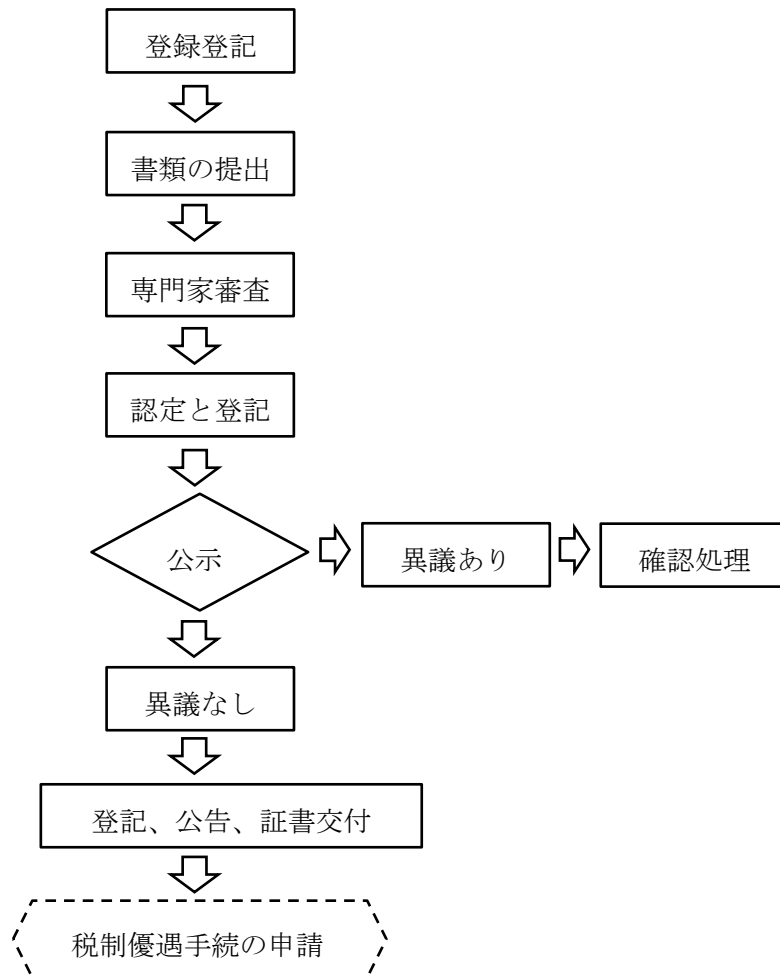 登録登記
書類の提出
専門家審査
認定と登記
公示
異議あり
確認処理
異議なし
登記、公告、証書交付
税制優遇手続の申請